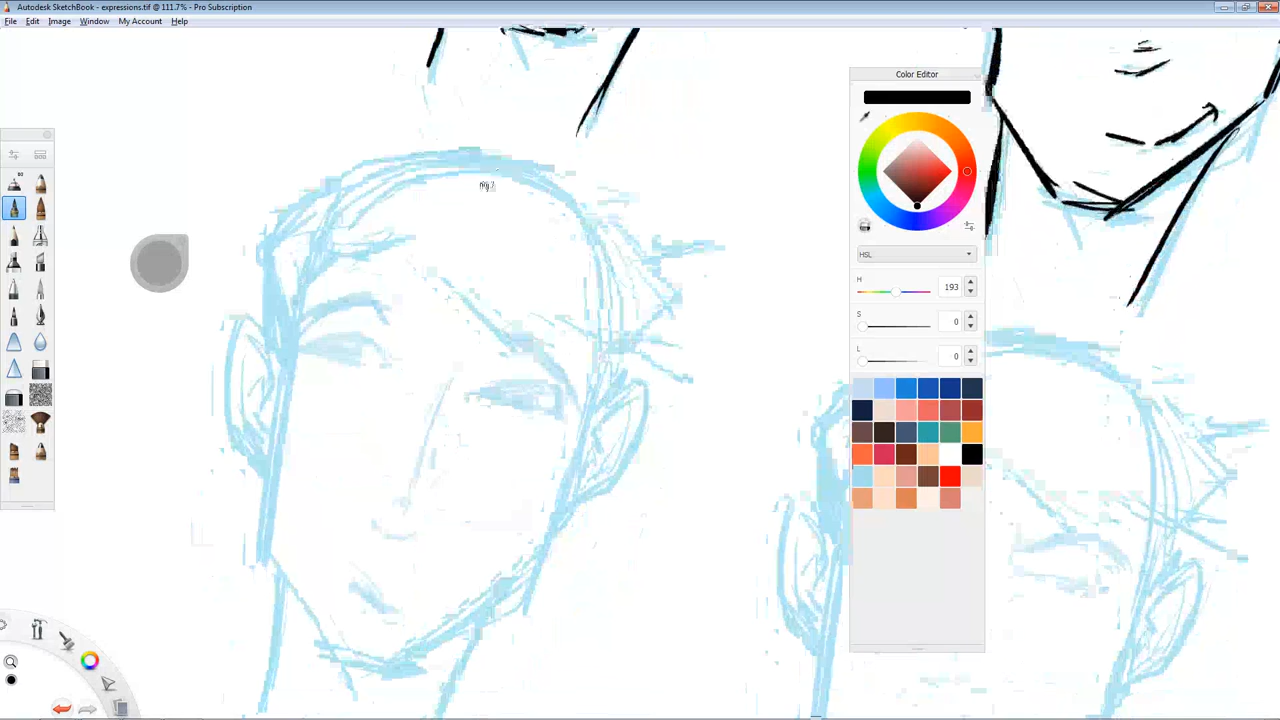 Autodesk SketchBook - expressions.tif @ 111.7% - Pro Subscription
File Edit Image Window My Account Help
Color Editor
HSL
H 193
S 0
L 0